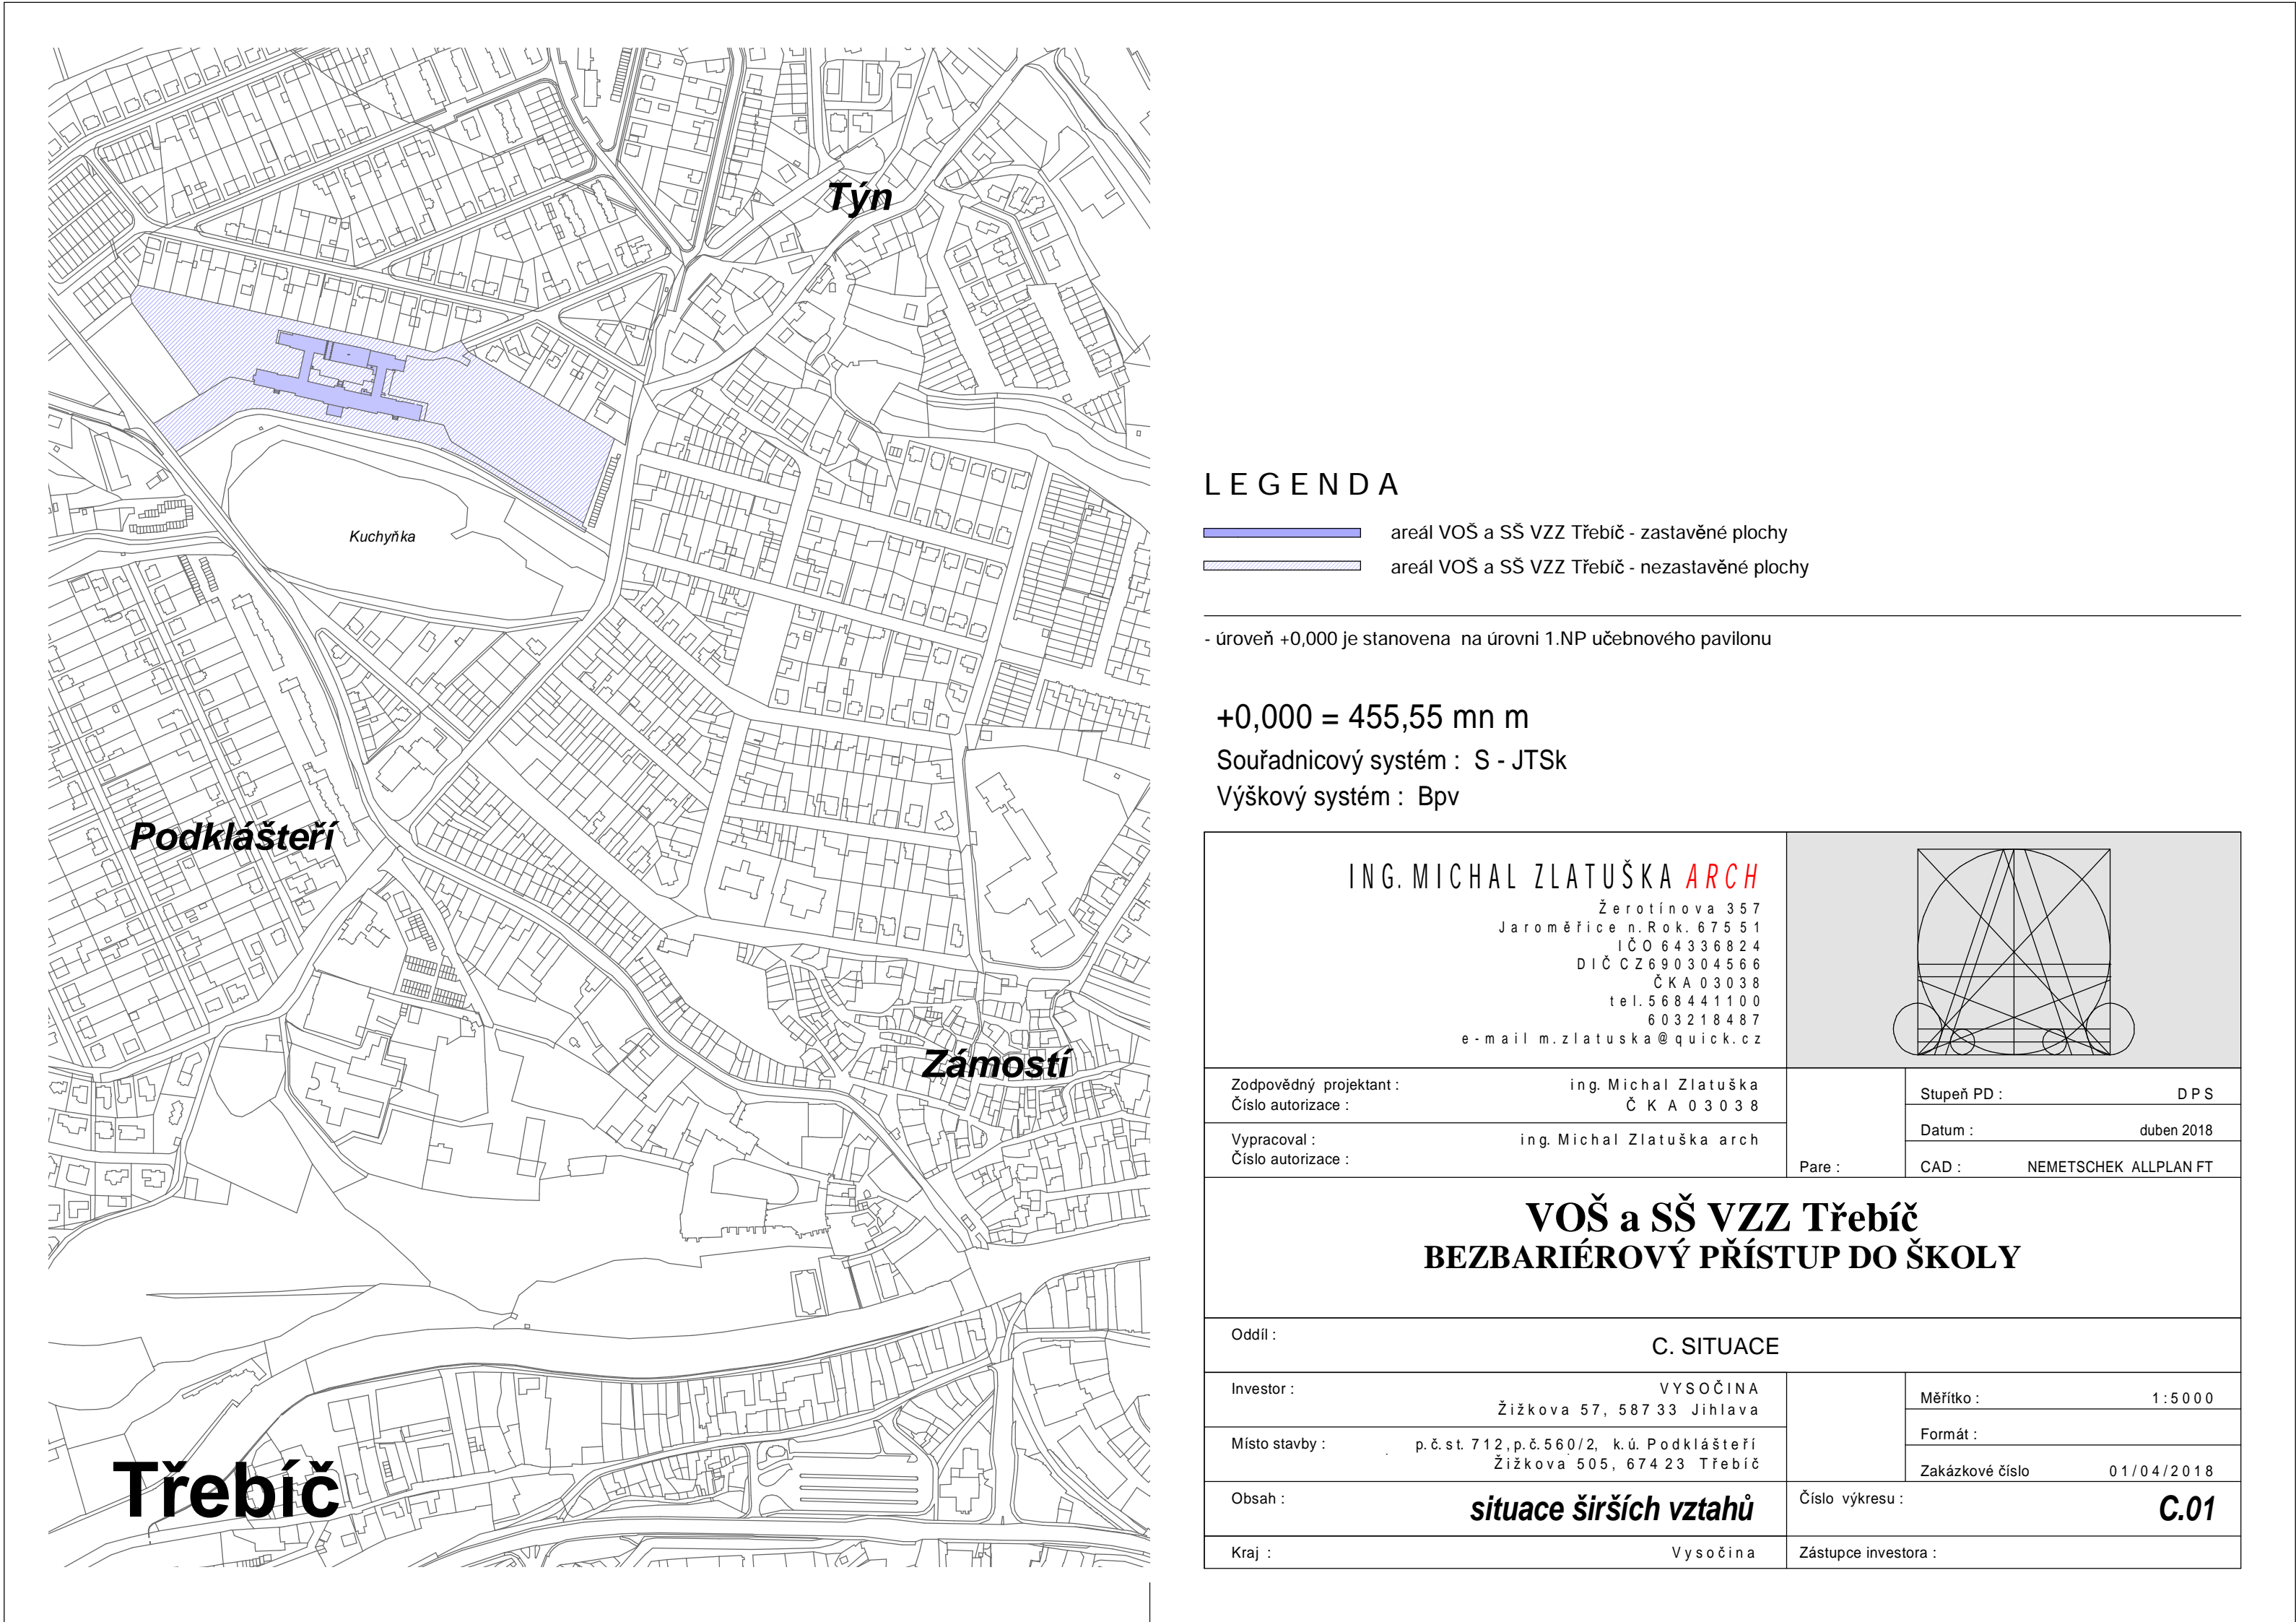 Týn
Kuchyňka
Podklášteří
Zámostí
Třebíč
LEGENDA
areál VOŠ a SŠ VZZ Třebíč - zastavěné plochy
areál VOŠ a SŠ VZZ Třebíč - nezastavěné plochy
- úroveň +0,000 je stanovena na úrovni 1.NP učebnového pavilonu
+0,000 = 455,55 mn m
Souřadnicový systém : S - JTSk
Výškový systém : Bpv
ING. MICHAL ZLATUŠKA ARCH
Žerotínova 357
Jaroměřice n.Rok. 67551
IČO 64336824
DIČ CZ690304566
ČKA 03038
tel.568441100
603218487
e-mail m.zlatuska@quick.cz
Zodpovědný projektant : ing. Michal Zlatuška
Číslo autorizace : ČKA 03038
Vypracoval : ing. Michal Zlatuška arch
Číslo autorizace :
Pare :
Stupeň PD : DPS
Datum : duben 2018
CAD : NEMETSCHEK ALLPLAN FT
VOŠ a SŠ VZZ Třebíč
BEZBARIÉROVÝ PŘÍSTUP DO ŠKOLY
Oddíl : C. SITUACE
Investor : VYSOČINA
Žižkova 57, 587 33 Jihlava
Místo stavby : p.č.st. 712, p.č.560/2, k.ú. Podklášteří
Žižkova 505, 674 23 Třebíč
Měřítko : 1:5000
Formát :
Zakázkové číslo 01/04/2018
Obsah : situace širších vztahů
Číslo výkresu : C.01
Kraj : Vysočina
Zástupce investora :